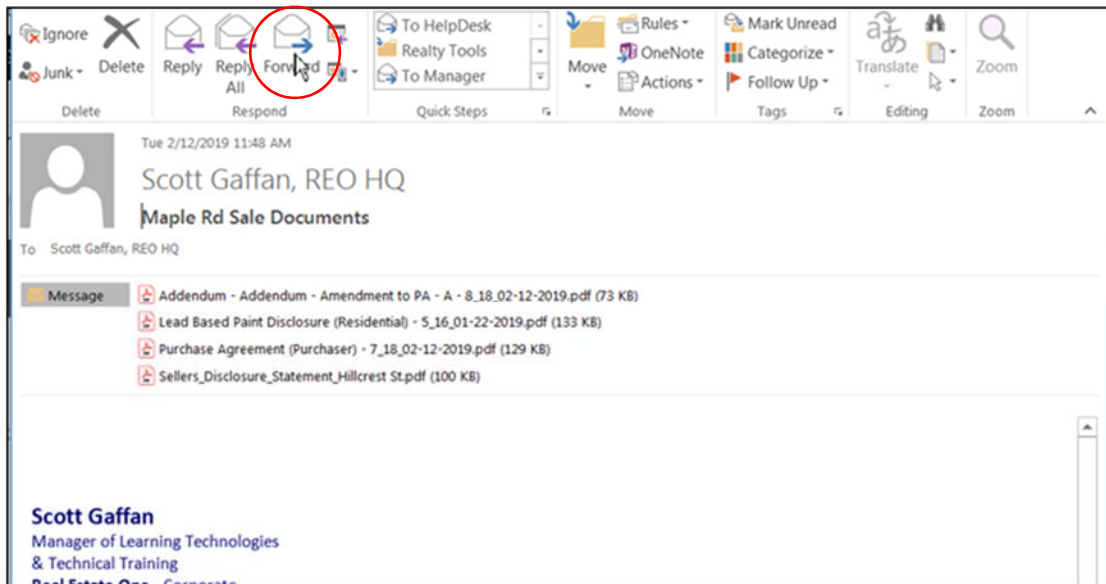 Ignore
Junk
Delete
Reply
Reply
All
Forward
To HelpDesk
Realty Tools
To Manager
Move
Rules
OneNote
Actions
Mark Unread
Categorize
Follow Up
あ
Translate
Zoom
Delete
Respond
Quick Steps
Move
Tags
Editing
Zoom
Tue 2/12/2019 11:48 AM
Scott Gaffan, REO HQ
Maple Rd Sale Documents
To Scott Gaffan, REO HQ
Message
Addendum - Addendum - Amendment to PA - A - 8_18_02-12-2019.pdf (73 KB)
Lead Based Paint Disclosure (Residential) - 5_16_01-22-2019.pdf (133 KB)
Purchase Agreement (Purchaser) - 7_18_02-12-2019.pdf (129 KB)
Sellers_Disclosure_Statement_Hillcrest St.pdf (100 KB)
Scott Gaffan
Manager of Learning Technologies
& Technical Training
Real Estate One - Corporate